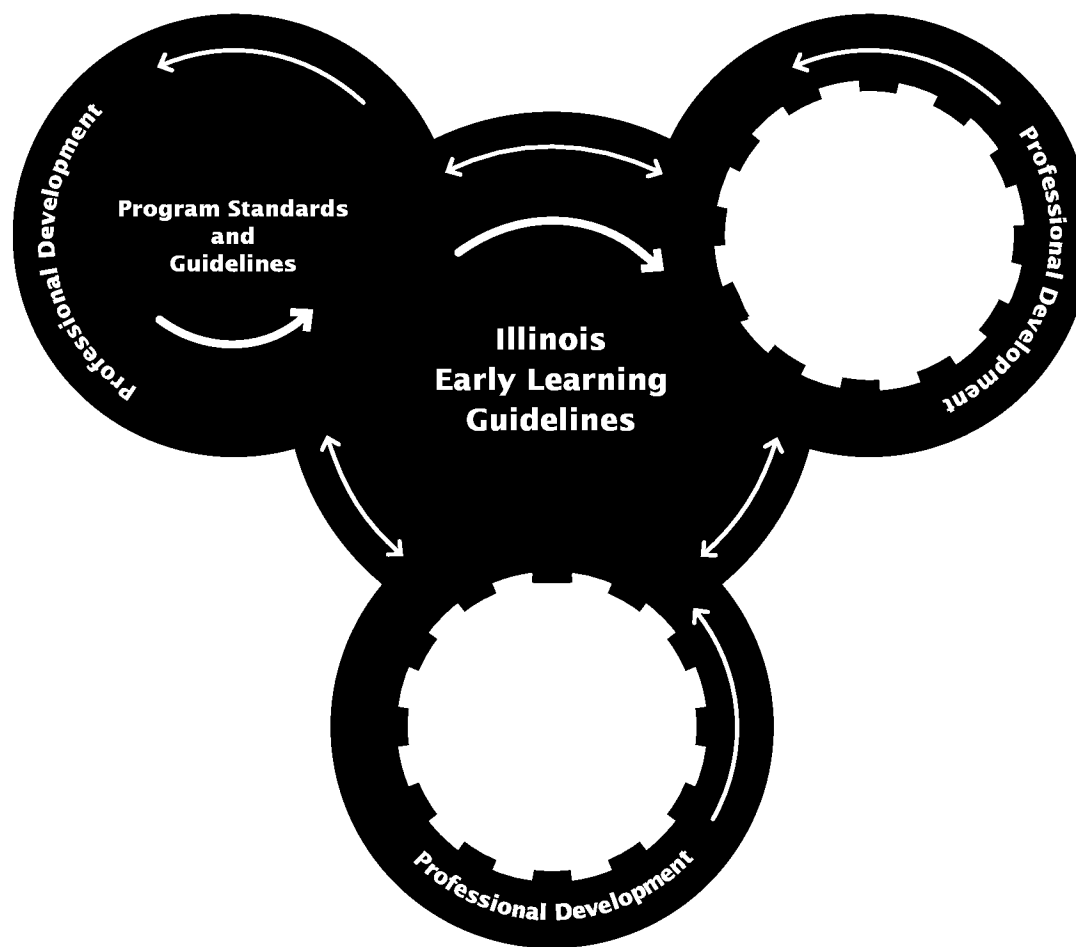 Professional Development
Program Standards
and
Guidelines
Illinois
Early Learning
Guidelines
Professional Development
Professional Development